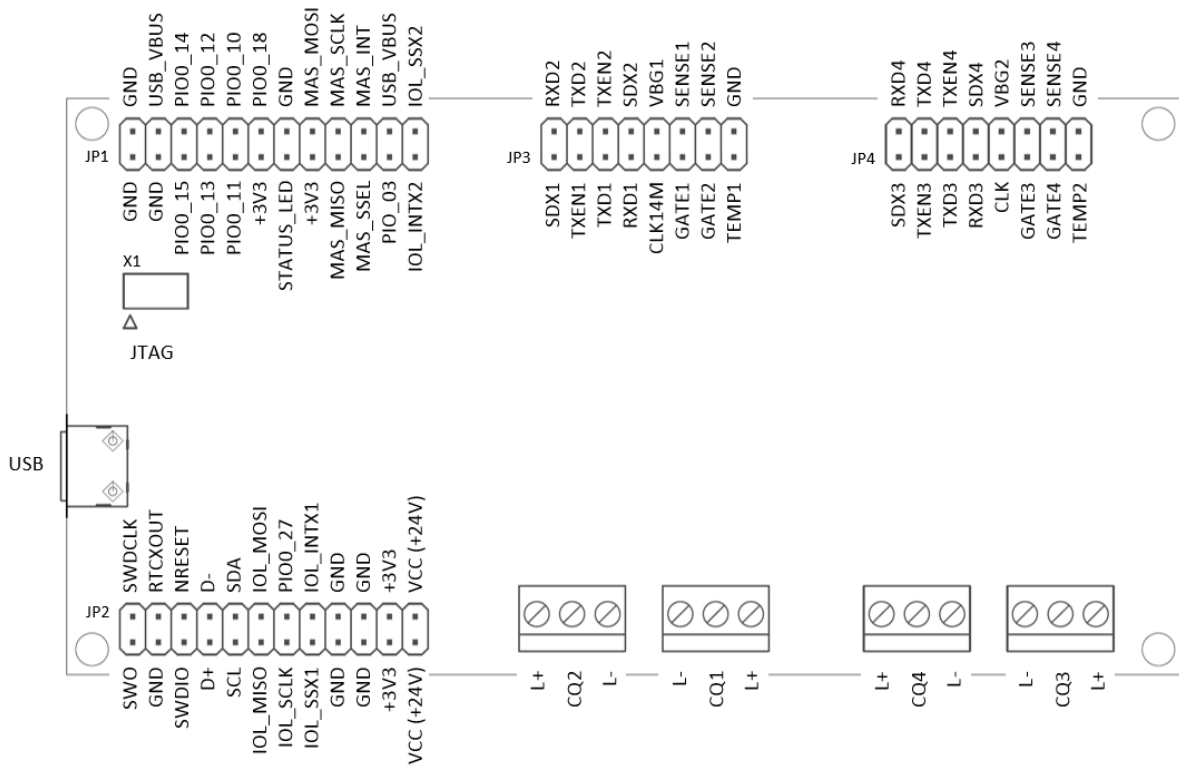 GND
USB_VBUS
PIO0_14
PIO0_12
PIO0_10
PIO0_18
GND
MAS_MOSI
MAS_SCLK
MAS_INT
USB_VBUS
IOL_SSX2
JP1
GND
GND
PIO0_15
PIO0_13
PIO0_11
+3V3
STATUS_LED
+3V3
MAS_MISO
MAS_SSEL
PIO_03
IOL_INTX2
RXD2
TXD2
TXEN2
SDX2
VBG1
SENSE1
SENSE2
GND
JP3
SDX1
TXEN1
TXD1
RXD1
CLK14M
GATE1
GATE2
TEMP1
RXD4
TXD4
TXEN4
SDX4
VBG2
SENSE3
SENSE4
GND
JP4
SDX3
TXEN3
TXD3
RXD3
CLK
GATE3
GATE4
TEMP2
X1
JTAG
USB
SWDCLK
RTCXOUT
NRESET
D-
SDA
IOL_MOSI
PIO0_27
IOL_INTX1
GND
GND
+3V3
VCC (+24V)
JP2
SWO
GND
SWDIO
D+
SCL
IOL_MISO
IOL_SCLK
IOL_SSX1
GND
GND
+3V3
VCC (+24V)
L+
CQ2
L-
L-
CQ1
L+
L+
CQ4
L-
L-
CQ3
L+